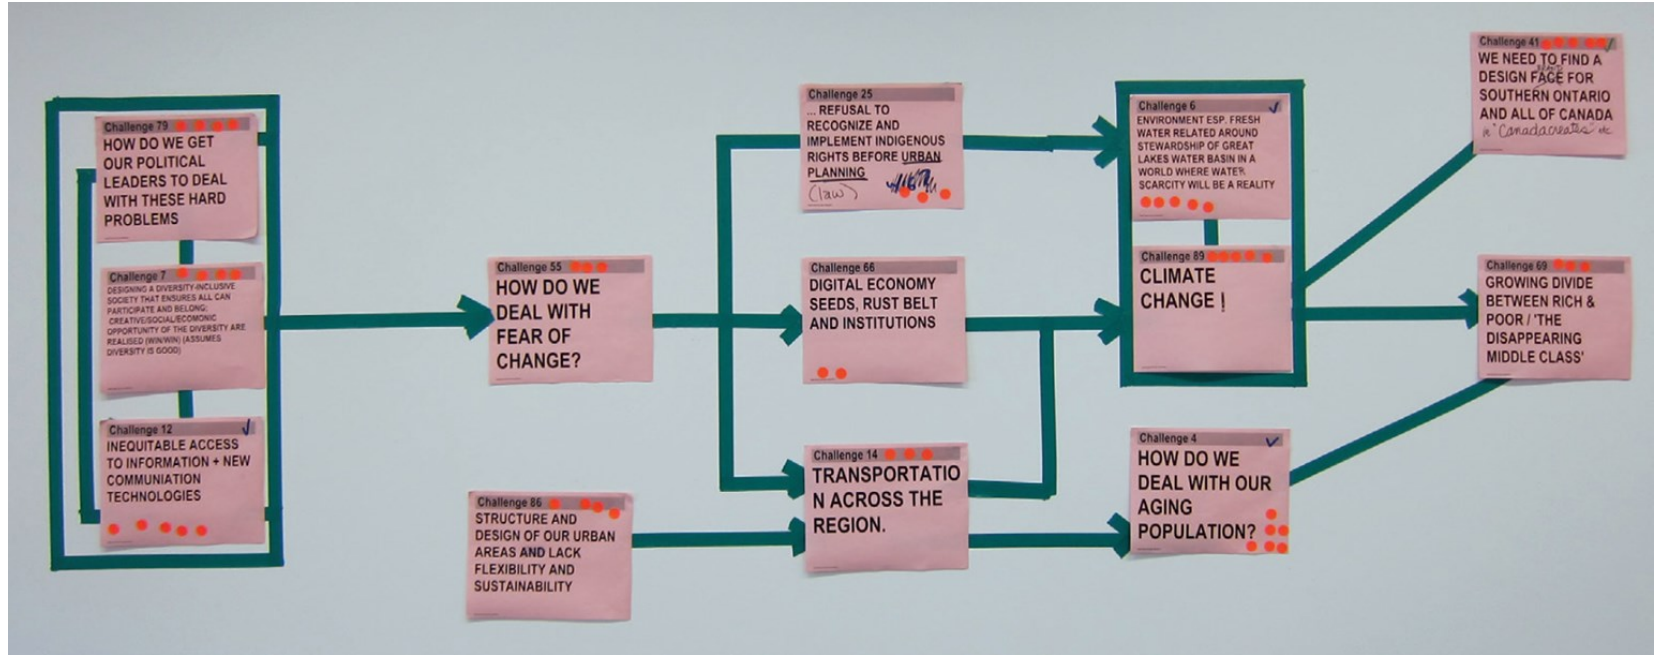 Challenge 79
HOW DO WE GET
OUR POLITICAL
LEADERS TO DEAL
WITH THESE HARD
PROBLEMS
Challenge 7
DESIGNING A DIVERSITY-INCLUSIVE
SOCIETY THAT ENSURES ALL CAN
PARTICIPATE AND BELONG;
CREATIVE/SOCIAL/ECOMONIC
OPPORTUNITY OF THE DIVERSITY ARE
REALISED (WIN/WIN) (ASSUMES
DIVERSITY IS GOOD)
Challenge 12
INEQUITABLE ACCESS
TO INFORMATION + NEW
COMMUNIATION
TECHNOLOGIES
Challenge 55
HOW DO WE
DEAL WITH
FEAR OF
CHANGE?
Challenge 86
STRUCTURE AND
DESIGN OF OUR URBAN
AREAS AND LACK
FLEXIBILITY AND
SUSTAINABILITY
Challenge 25
... REFUSAL TO
RECOGNIZE AND
IMPLEMENT INDIGENOUS
RIGHTS BEFORE URBAN
PLANNING
(law)
Challenge 66
DIGITAL ECONOMY
SEEDS, RUST BELT
AND INSTITUTIONS
Challenge 14
TRANSPORTATIO
N ACROSS THE
REGION.
Challenge 6
ENVIRONMENT ESP. FRESH
WATER RELATED AROUND
STEWARDSHIP OF GREAT
LAKES WATER BASIN IN A
WORLD WHERE WATER
SCARCITY WILL BE A REALITY
Challenge 89
CLIMATE
CHANGE !
Challenge 4
HOW DO WE
DEAL WITH OUR
AGING
POPULATION?
Challenge 41
WE NEED TO FIND A
DESIGN FACE FOR
SOUTHERN ONTARIO
AND ALL OF CANADA
"Canadacreates" etc
Challenge 69
GROWING DIVIDE
BETWEEN RICH &
POOR / 'THE
DISAPPEARING
MIDDLE CLASS'